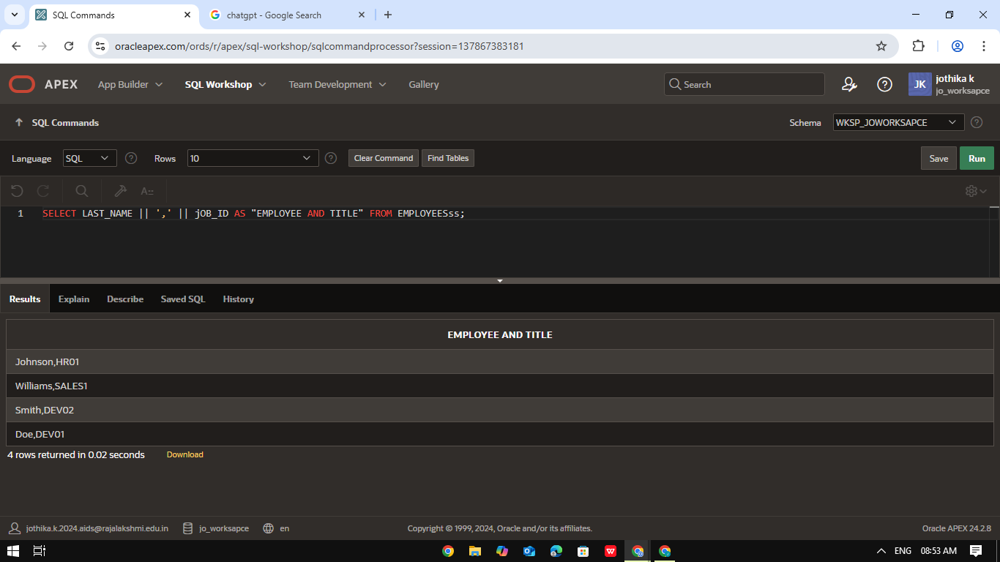 SQL Commands
chatgpt - Google Search
oracleapex.com/ords/r/apex/sql-workshop/sqlcommandprocessor?session=137867383181
APEX App Builder SQL Workshop Team Development Gallery Search JK jothika k
jo_worksapce
SQL Commands Schema WKSP_JOWORKSAPCE
Language SQL Rows 10 Clear Command Find Tables Save Run
1 SELECT LAST_NAME || ',' || jOB_ID AS "EMPLOYEE AND TITLE" FROM EMPLOYEESss;
Results Explain Describe Saved SQL History
EMPLOYEE AND TITLE
Johnson,HR01
Williams,SALES1
Smith,DEV02
Doe,DEV01
4 rows returned in 0.02 seconds Download
jothika.k.2024.aids@rajalakshmi.edu.in jo_worksapce en Copyright © 1999, 2024, Oracle and/or its affiliates. Oracle APEX 24.2.8
ENG 08:53 AM